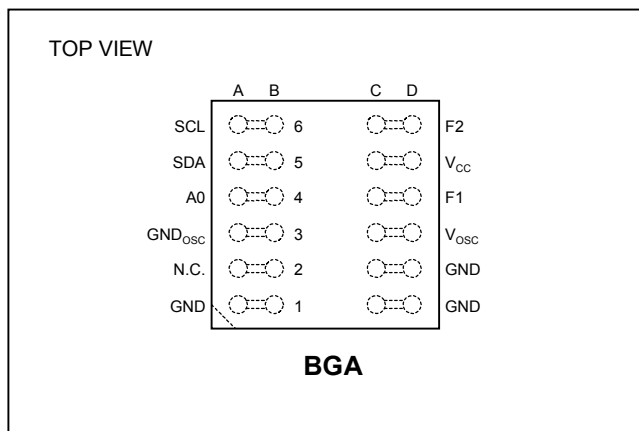 TOP VIEW
A B C D
SCL 6 F2
SDA 5 VCC
A0 4 F1
GNDOSC 3 VOSC
N.C. 2 GND
GND 1 GND
BGA